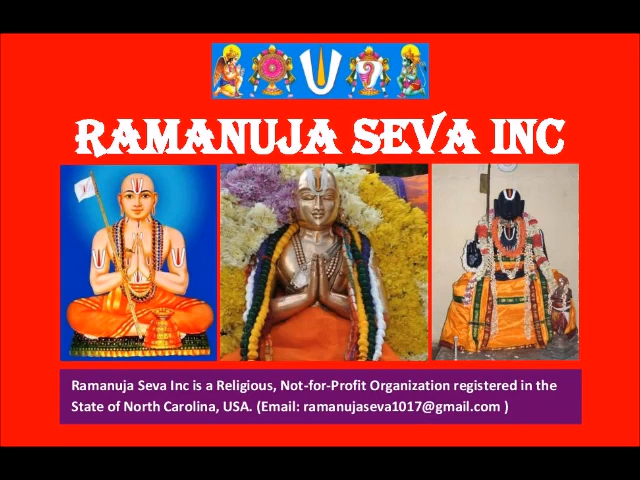 RAMANUJA SEVA INC
Ramanuja Seva Inc is a Religious, Not-for-Profit Organization registered in the
State of North Carolina, USA. (Email: ramanujaseva1017@gmail.com )